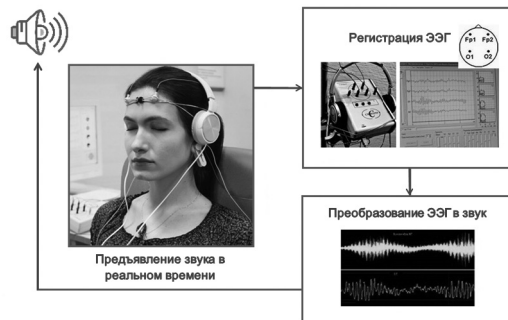 Регистрация ЭЭГ
Fp1 Fp2
O1 O2
Преобразование ЭЭГ в звук
Предъявление звука в
реальном времени